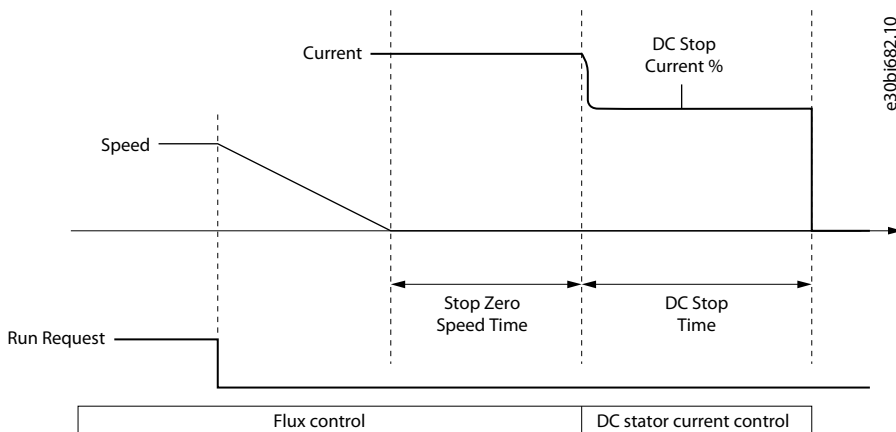 e30bi682.10
Current
DC Stop
Current %
Speed
Stop Zero
Speed Time
DC Stop
Time
Run Request
Flux control
DC stator current control